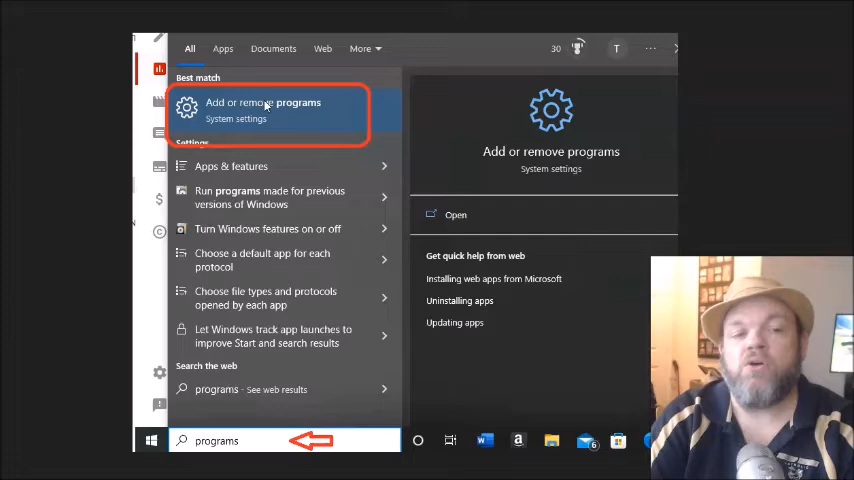 All Apps Documents Web More 30 T ...
Best match
Add or remove programs
System settings
Settings
Apps & features
Run programs made for previous
versions of Windows
Turn Windows features on or off
Choose a default app for each
protocol
Choose file types and protocols
opened by each app
Let Windows track app launches to
improve Start and search results
Search the web
programs - See web results
programs
Add or remove programs
System settings
Open
Get quick help from web
Installing web apps from Microsoft
Uninstalling apps
Updating apps
W a 6